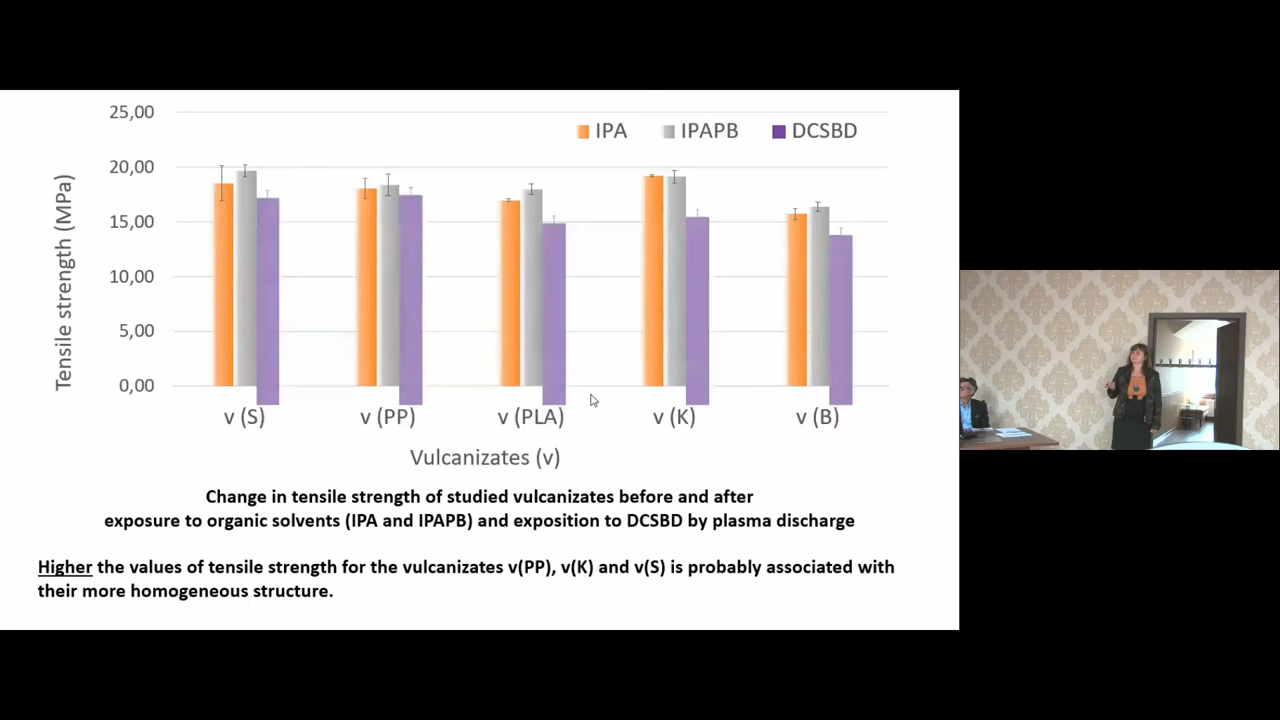 25,00
IPA IPAPB DCSBD
20,00
15,00
10,00
5,00
0,00
Tensile strength (MPa)
v (S) v (PP) v (PLA) v (K) v (B)
Vulcanizates (v)
Change in tensile strength of studied vulcanizates before and after
exposure to organic solvents (IPA and IPAPB) and exposition to DCSBD by plasma discharge
Higher the values of tensile strength for the vulcanizates v(PP), v(K) and v(S) is probably associated with
their more homogeneous structure.